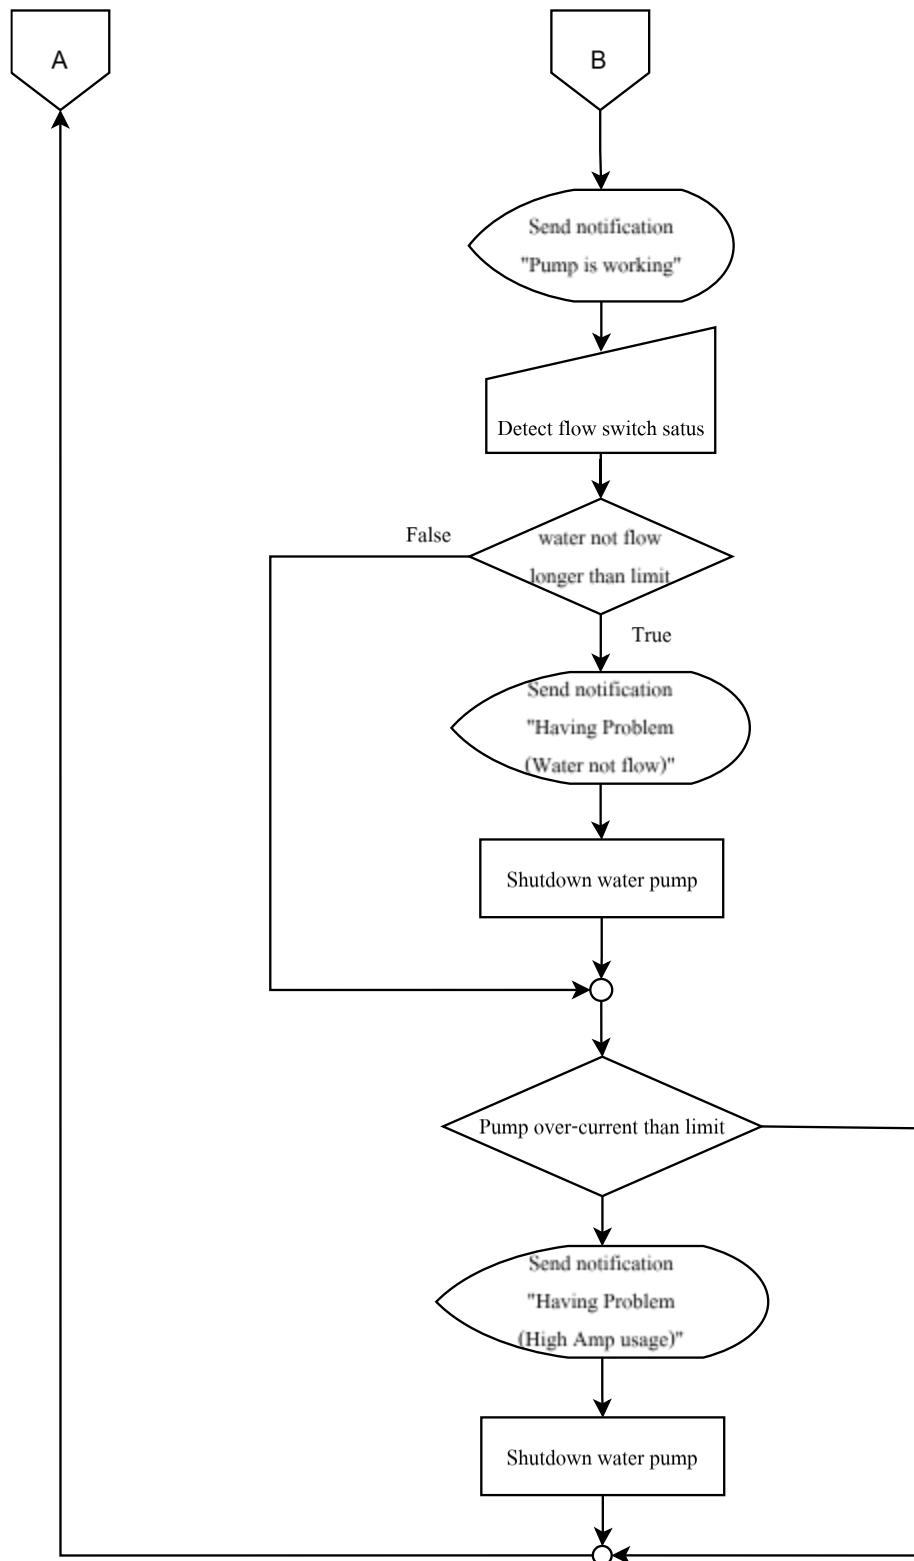 A
B
Send notification
"Pump is working"
Detect flow switch satus
False
water not flow
longer than limit
True
Send notification
"Having Problem
(Water not flow)"
Shutdown water pump
Pump over-current than limit
Send notification
"Having Problem
(High Amp usage)"
Shutdown water pump